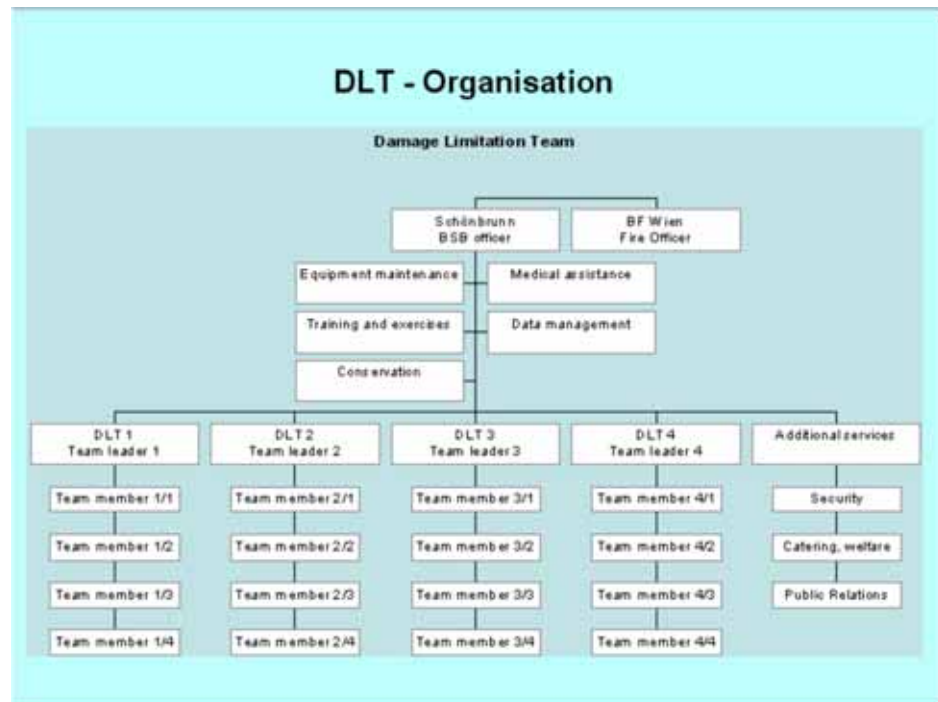 DLT - Organisation
Damage Limitation Team
Schönbrunn
BSB officer
BF Wien
Fire Officer
Equipment maintenance
Medical assistance
Training and exercises
Data management
Conservation
DLT 1
Team leader 1
DLT 2
Team leader 2
DLT 3
Team leader 3
DLT 4
Team leader 4
Additional services
Team member 1/1
Team member 2/1
Team member 3/1
Team member 4/1
Security
Team member 1/2
Team member 2/2
Team member 3/2
Team member 4/2
Catering, welfare
Team member 1/3
Team member 2/3
Team member 3/3
Team member 4/3
Public Relations
Team member 1/4
Team member 2/4
Team member 3/4
Team member 4/4